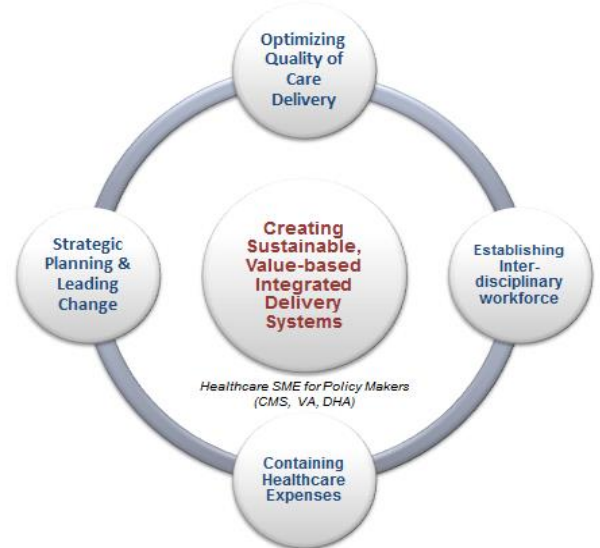 Optimizing
Quality of
Care
Delivery
Strategic
Planning &
Leading
Change
Creating
Sustainable,
Value-based
Integrated
Delivery
Systems
Establishing
Inter-
disciplinary
workforce
Healthcare SME for Policy Makers
(CMS, VA, DHA)
Containing
Healthcare
Expenses